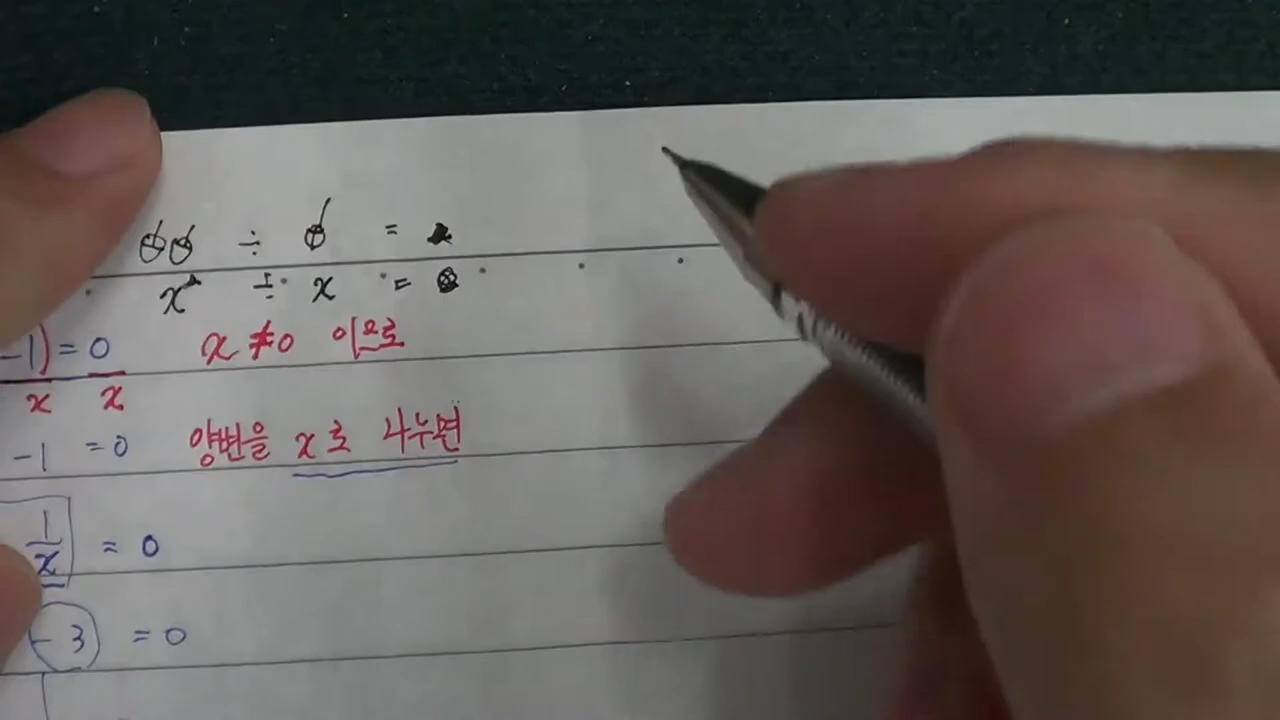 ÷ =
x² ÷ x =
-1) = 0 x ≠ 0 이므로
x x
-1 = 0 양변을 x로 나누면
1/x = 0
- 3 = 0